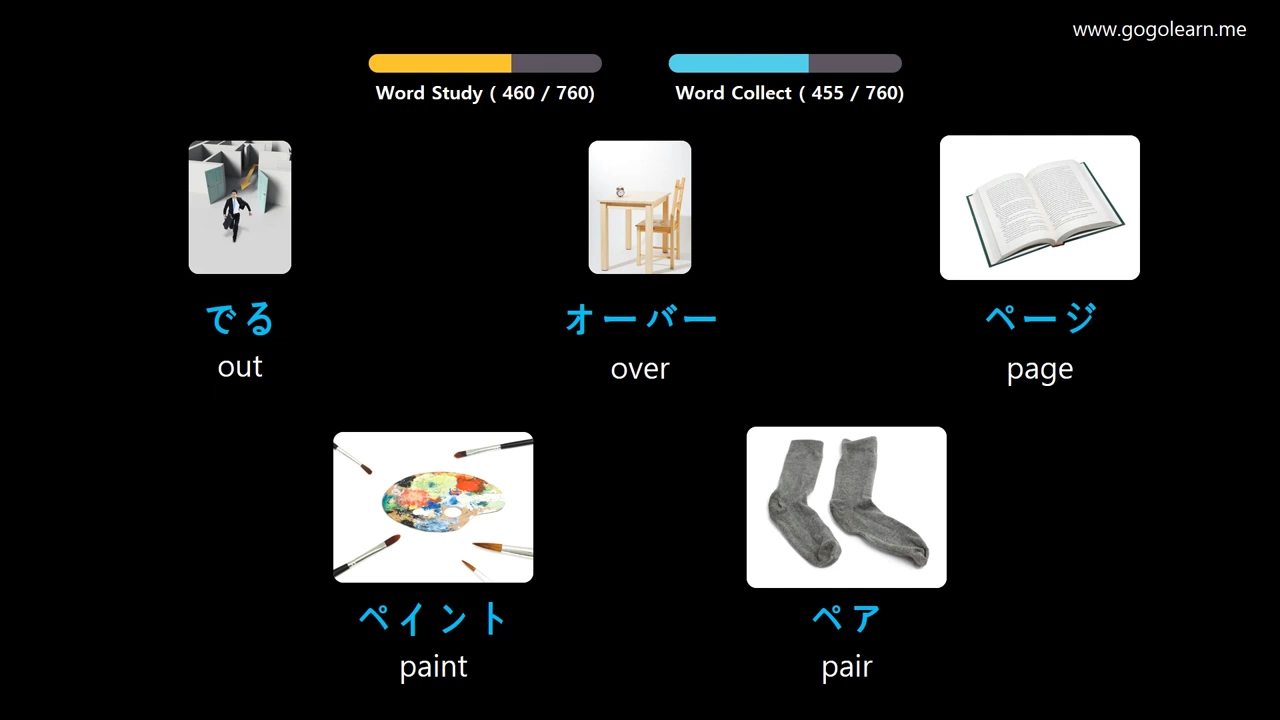 www.gogolearn.me
Word Study ( 460 / 760)
Word Collect ( 455 / 760)
でる
オーバー
ページ
out
over
page
ペイント
ペア
paint
pair